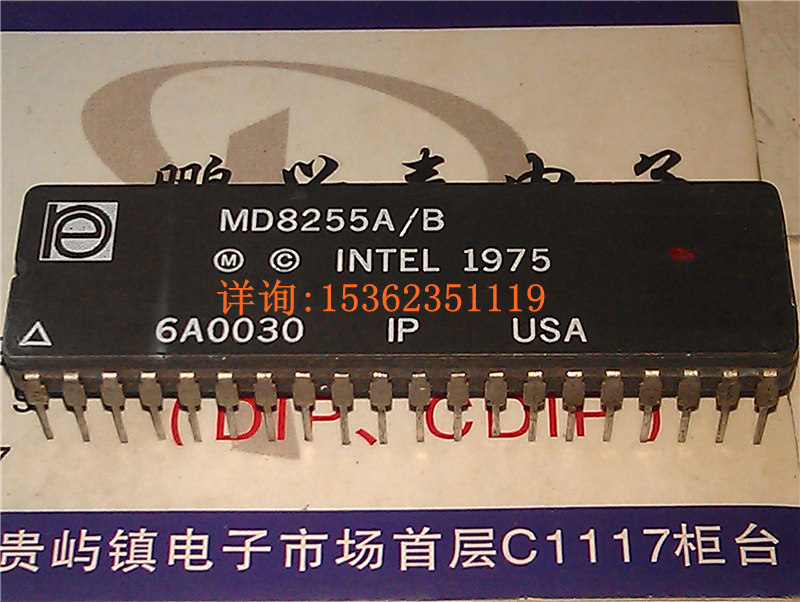 MD8255A/B
Ⓜ © INTEL 1975
详询:15362351119
6A0030 IP USA
(DIP、CDIP)
贵屿镇电子市场首层C1117柜台